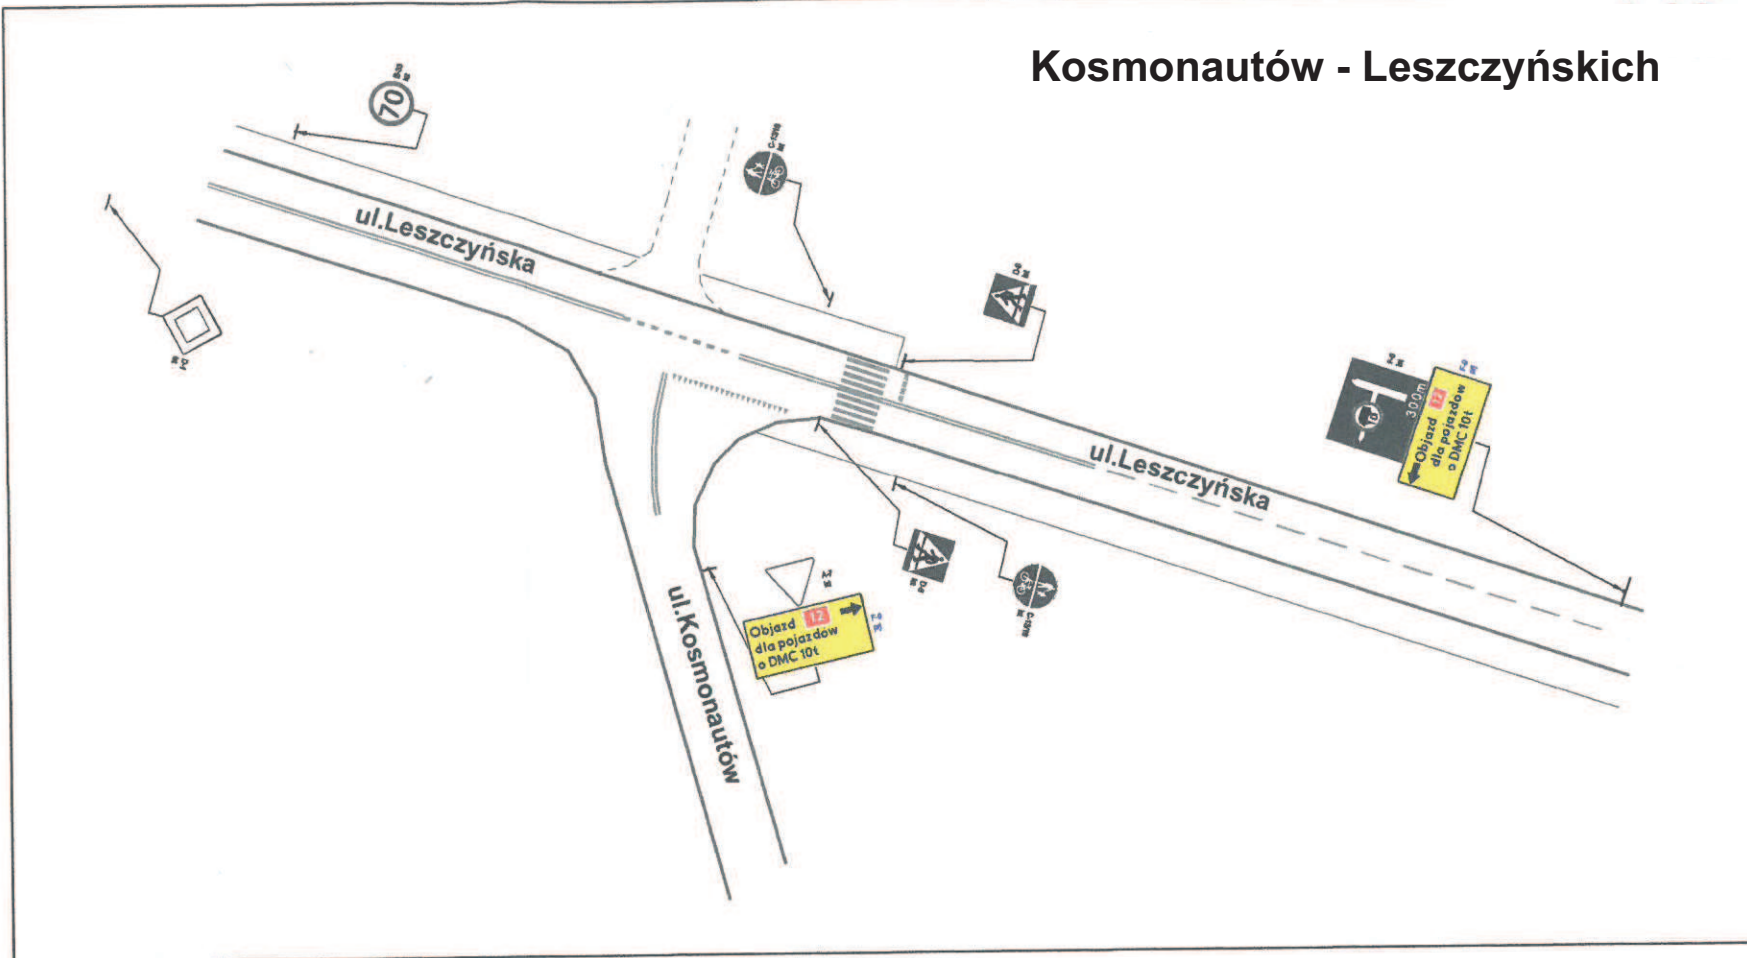 Kosmonautów - Leszczyńskich
70
ul.Leszczyńska
ul.Leszczyńska
300m
Objazd 12
dla pojazdów
o DMC 10t
Objazd 12
dla pojazdów
o DMC 10t
ul.Kosmonautów